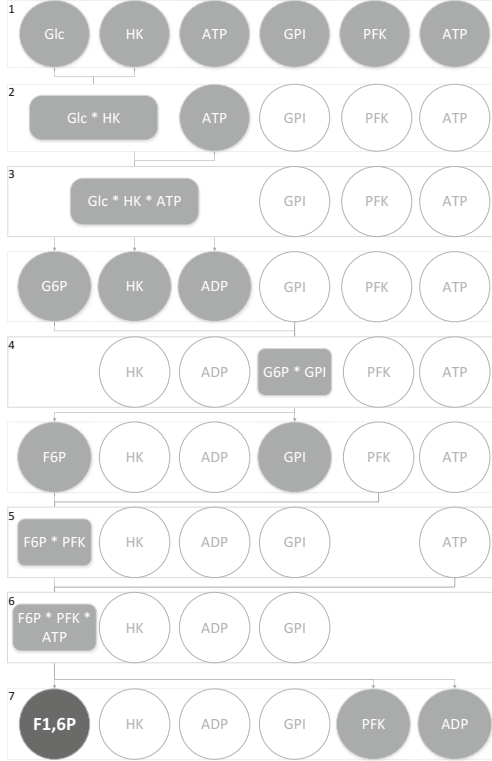 1
Glc HK ATP GPI PFK ATP
2
Glc * HK ATP GPI PFK ATP
3
Glc * HK * ATP GPI PFK ATP
G6P HK ADP GPI PFK ATP
4
HK ADP G6P * GPI PFK ATP
F6P HK ADP GPI PFK ATP
5
F6P * PFK HK ADP GPI ATP
6
F6P * PFK *
ATP
HK ADP GPI
7
F1,6P HK ADP GPI PFK ADP